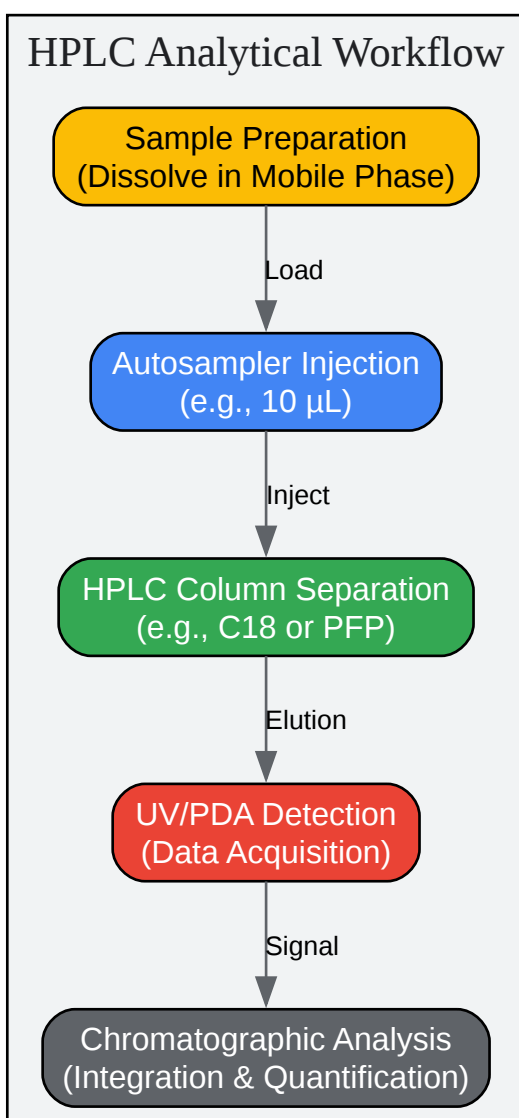 HPLC Analytical Workflow
Sample Preparation
(Dissolve in Mobile Phase)
Load
Autosampler Injection
(e.g., 10 µL)
Inject
HPLC Column Separation
(e.g., C18 or PFP)
Elution
UV/PDA Detection
(Data Acquisition)
Signal
Chromatographic Analysis
(Integration & Quantification)